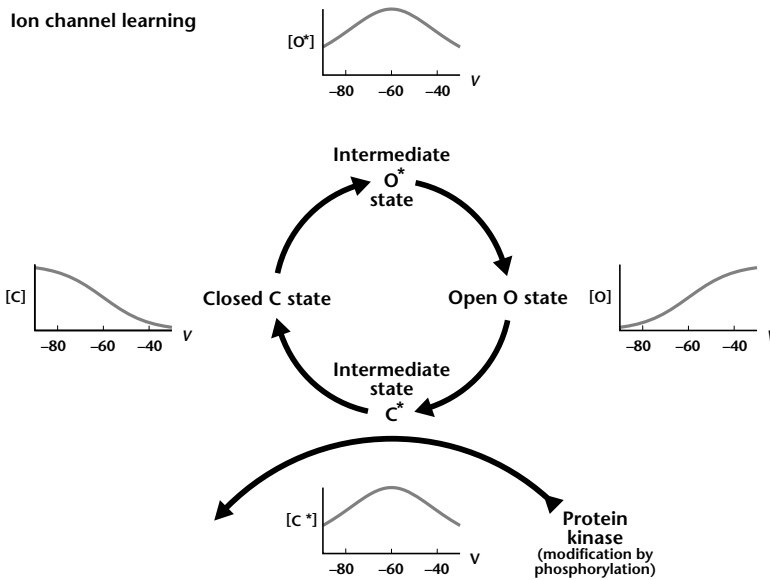 Ion channel learning
[O*]
–80 –60 –40
V
Intermediate
O*
state
[C]
–80 –60 –40
V
Closed C state
Open O state
[O]
–80 –60 –40
V
Intermediate
state
C*
[C *]
–80 –60 –40
V
Protein
kinase
(modification by
phosphorylation)